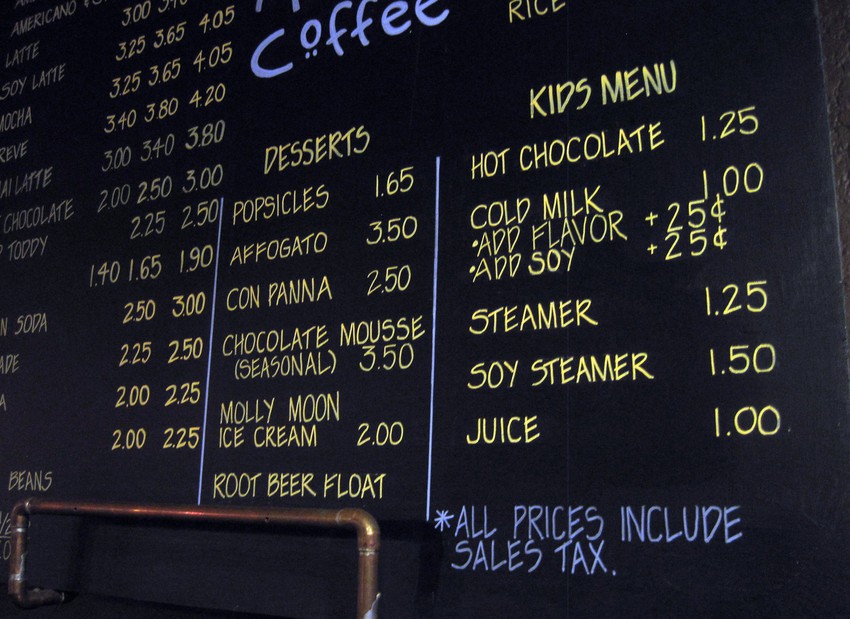 AMERICANO
3.00
LATTE 3.25 3.65 4.05
SOY LATTE 3.25 3.65 4.05
MOCHA 3.40 3.80 4.20
REVE 3.00 3.40 3.80
AI LATTE 2.00 2.50 3.00
CHOCOLATE 2.25 2.50
TODDY 1.40 1.65 1.90
2.50 3.00
N SODA 2.25 2.50
ADE 2.00 2.25
A 2.00 2.25
BEANS
Coffee
RICE
DESSERTS
POPSICLES 1.65
AFFOGATO 3.50
CON PANNA 2.50
CHOCOLATE MOUSSE
(SEASONAL) 3.50
MOLLY MOON
ICE CREAM 2.00
ROOT BEER FLOAT
KIDS MENU
HOT CHOCOLATE 1.25
COLD MILK 1.00
•ADD FLAVOR +25¢
•ADD SOY +25¢
STEAMER 1.25
SOY STEAMER 1.50
JUICE 1.00
*ALL PRICES INCLUDE
SALES TAX.